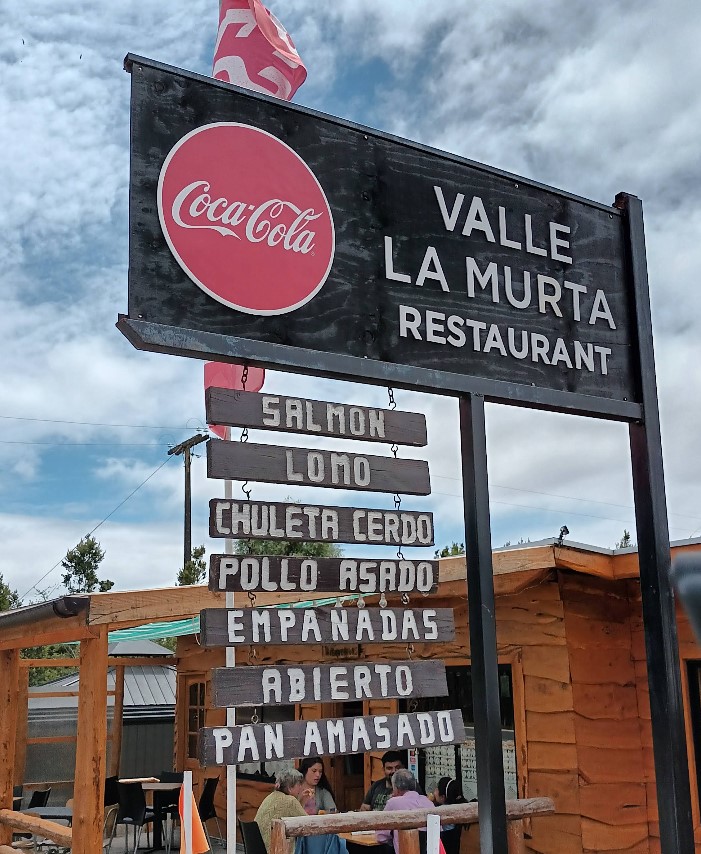 Coca-Cola
VALLE
LA MURTA
RESTAURANT
SALMON
LOMO
CHULETA CERDO
POLLO ASADO
EMPANADAS
ABIERTO
PAN AMASADO